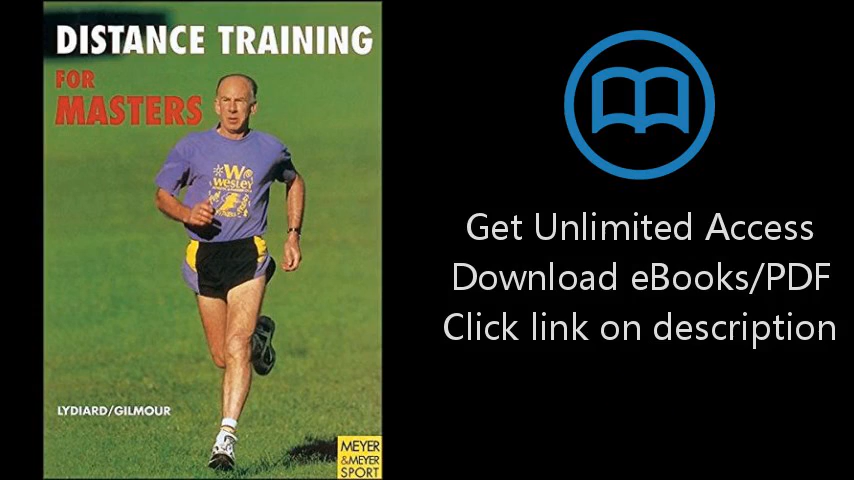 DISTANCE TRAINING
FOR
MASTERS
W
Wesley
LYDIARD/GILMOUR
MEYER
& MEYER
SPORT
Get Unlimited Access
Download eBooks/PDF
Click link on description